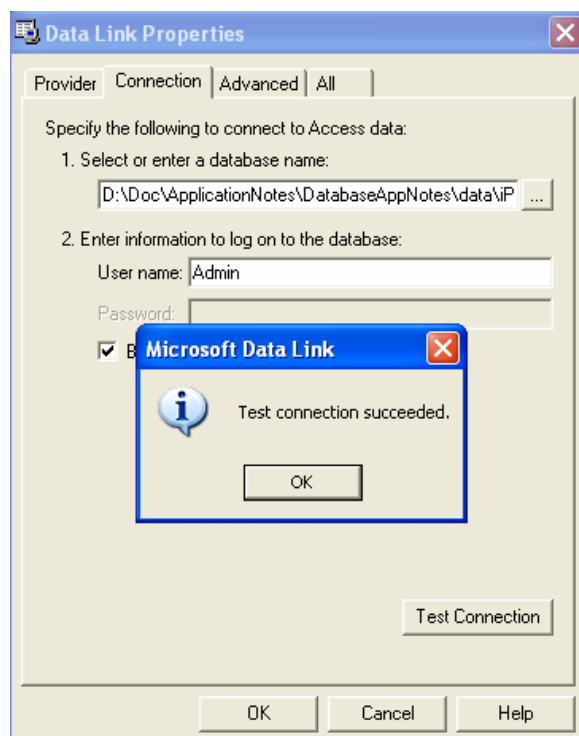 Data Link Properties
Provider Connection Advanced All
Specify the following to connect to Access data:
1. Select or enter a database name:
D:\Doc\ApplicationNotes\DatabaseAppNotes\data\iP ...
2. Enter information to log on to the database:
User name: Admin
Password:
B
Microsoft Data Link
Test connection succeeded.
OK
Test Connection
OK Cancel Help